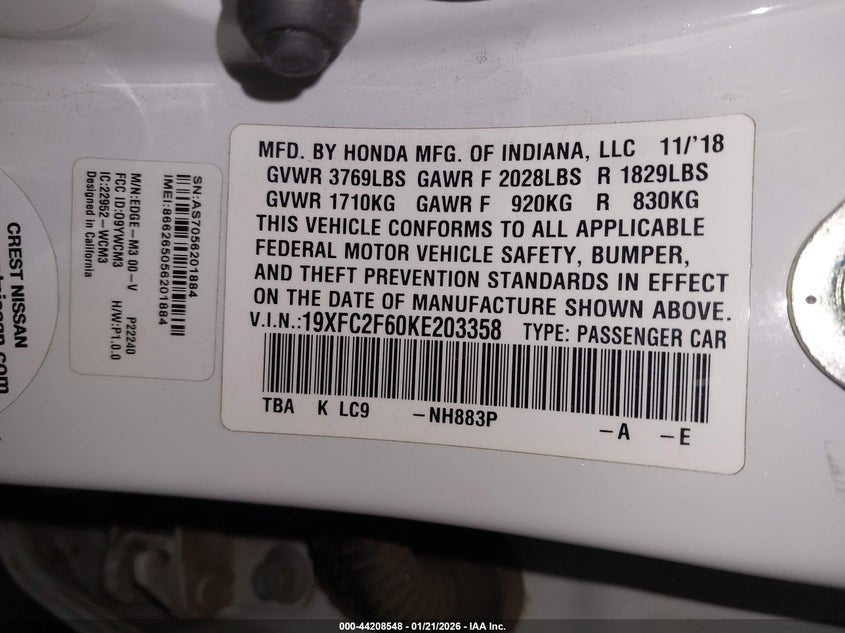 MFD. BY HONDA MFG. OF INDIANA, LLC 11/'18
GVWR 3769LBS GAWR F 2028LBS R 1829LBS
GVWR 1710KG GAWR F 920KG R 830KG
THIS VEHICLE CONFORMS TO ALL APPLICABLE
FEDERAL MOTOR VEHICLE SAFETY, BUMPER,
AND THEFT PREVENTION STANDARDS IN EFFECT
ON THE DATE OF MANUFACTURE SHOWN ABOVE.
V.I.N.:19XFC2F60KE203358 TYPE: PASSENGER CAR
TBA K LC9 -NH883P
-A -E
SN:AS7056201884
IMEI:866265056201884
M/N:EDGE-M3 00-V P22240
FCC ID:O9YWCM3 H/W:P1.0.0
IC:22952-WCM3
Designed in California
CREST NISSAN
000-44208548 - 01/21/2026 - IAA Inc.